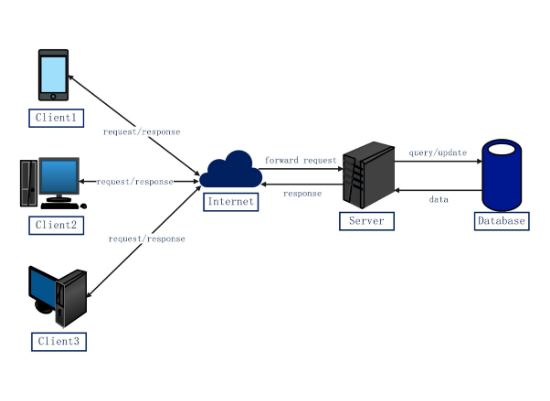 Client1
request/response
request/response
Client2
request/response
Client3
Internet
forward request
response
Server
query/update
data
Database